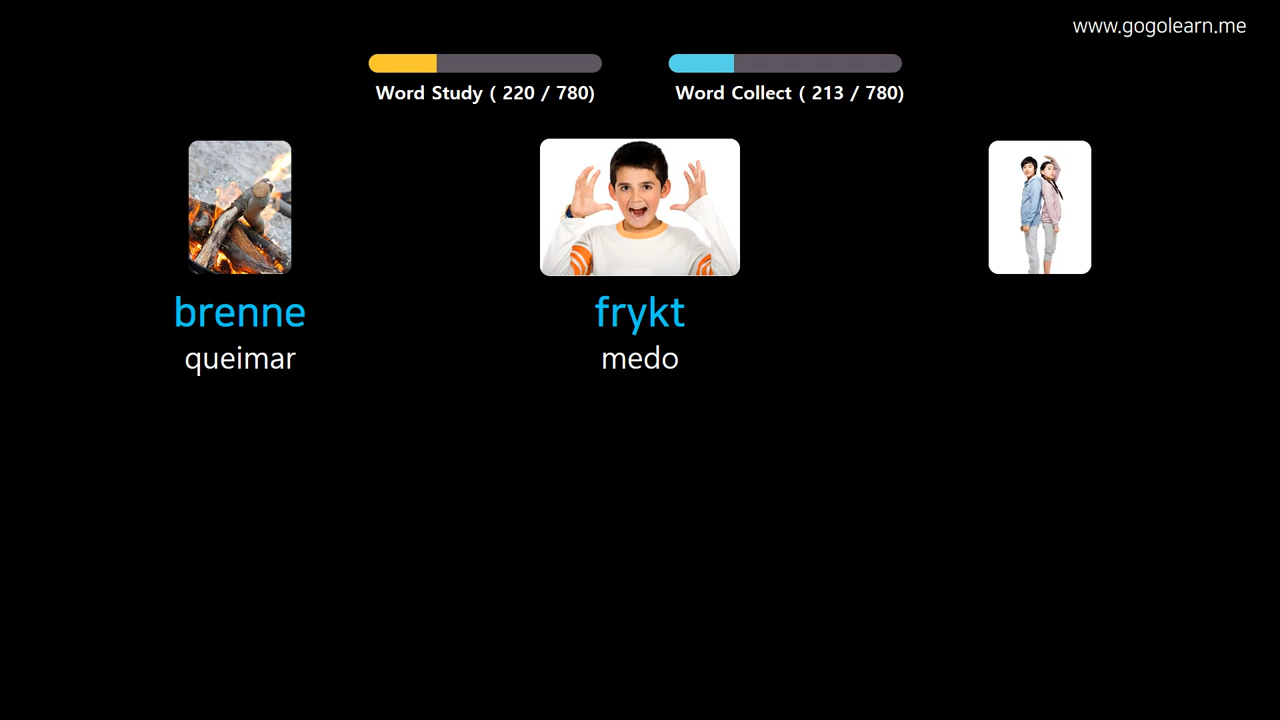 www.gogolearn.me
Word Study ( 220 / 780)
Word Collect ( 213 / 780)
brenne
queimar
frykt
medo